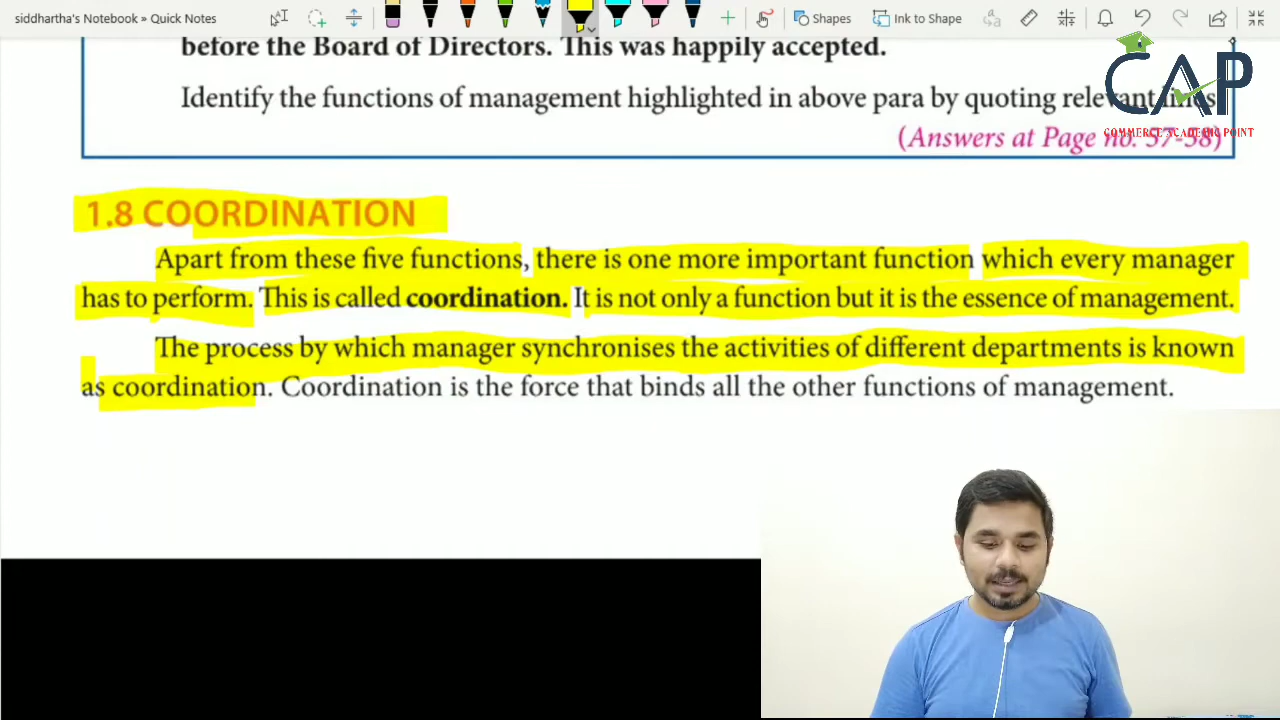 siddhartha's Notebook » Quick Notes
Shapes
Ink to Shape
before the Board of Directors. This was happily accepted.
Identify the functions of management highlighted in above para by quoting relevant lines.
(Answers at Page no. 57-58)
CAP
COMMERCE ACADEMIC POINT
1.8 COORDINATION
Apart from these five functions, there is one more important function which every manager
has to perform. This is called coordination. It is not only a function but it is the essence of management.
The process by which manager synchronises the activities of different departments is known
as coordination. Coordination is the force that binds all the other functions of management.